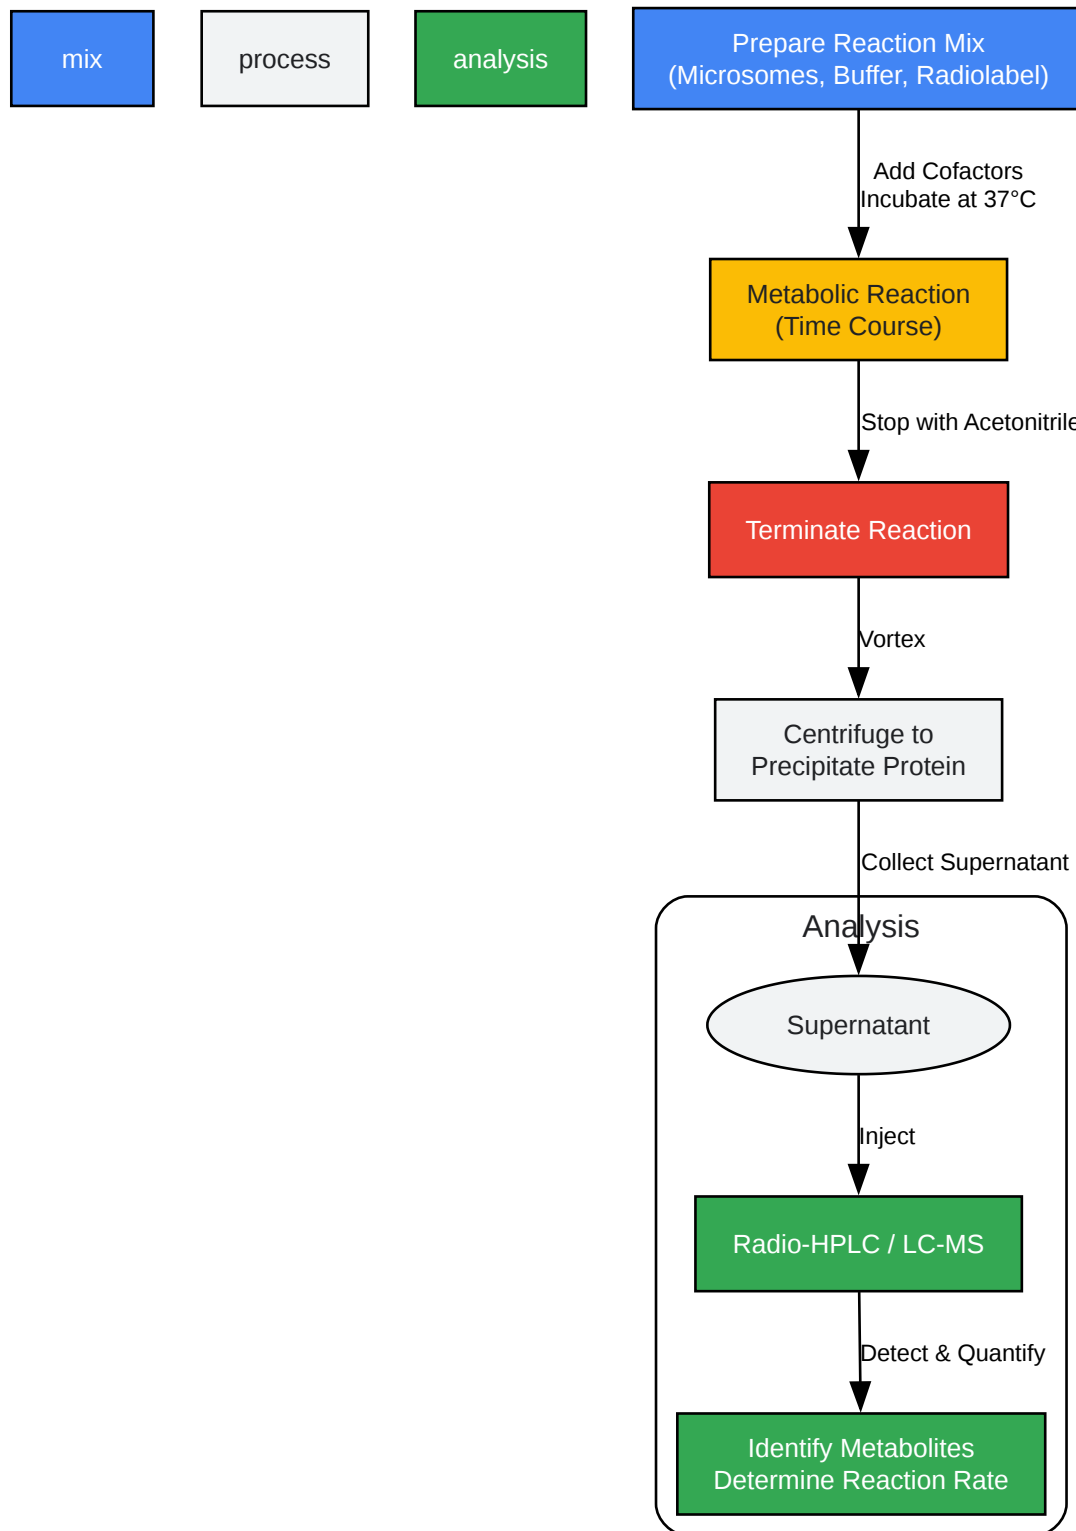 mix
process
analysis
Prepare Reaction Mix
(Microsomes, Buffer, Radiolabel)
Add Cofactors
Incubate at 37°C
Metabolic Reaction
(Time Course)
Stop with Acetonitrile
Terminate Reaction
Vortex
Centrifuge to
Precipitate Protein
Collect Supernatant
Analysis
Supernatant
Inject
Radio-HPLC / LC-MS
Detect & Quantify
Identify Metabolites
Determine Reaction Rate